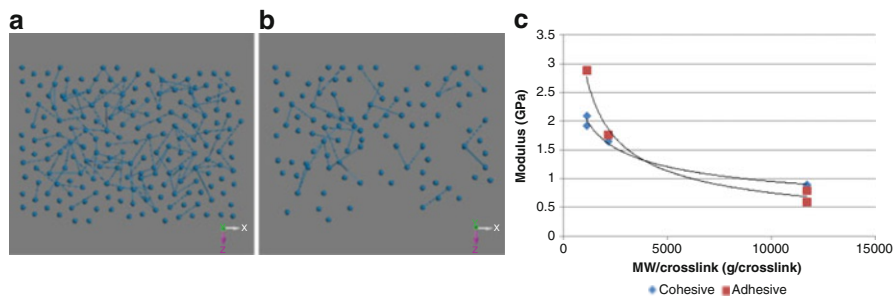 a
b
c
X
Z
X
Z
3.5
3
2.5
2
1.5
1
0.5
0
Modulus (GPa)
0
5000
10000
15000
MW/crosslink (g/crosslink)
Cohesive
Adhesive